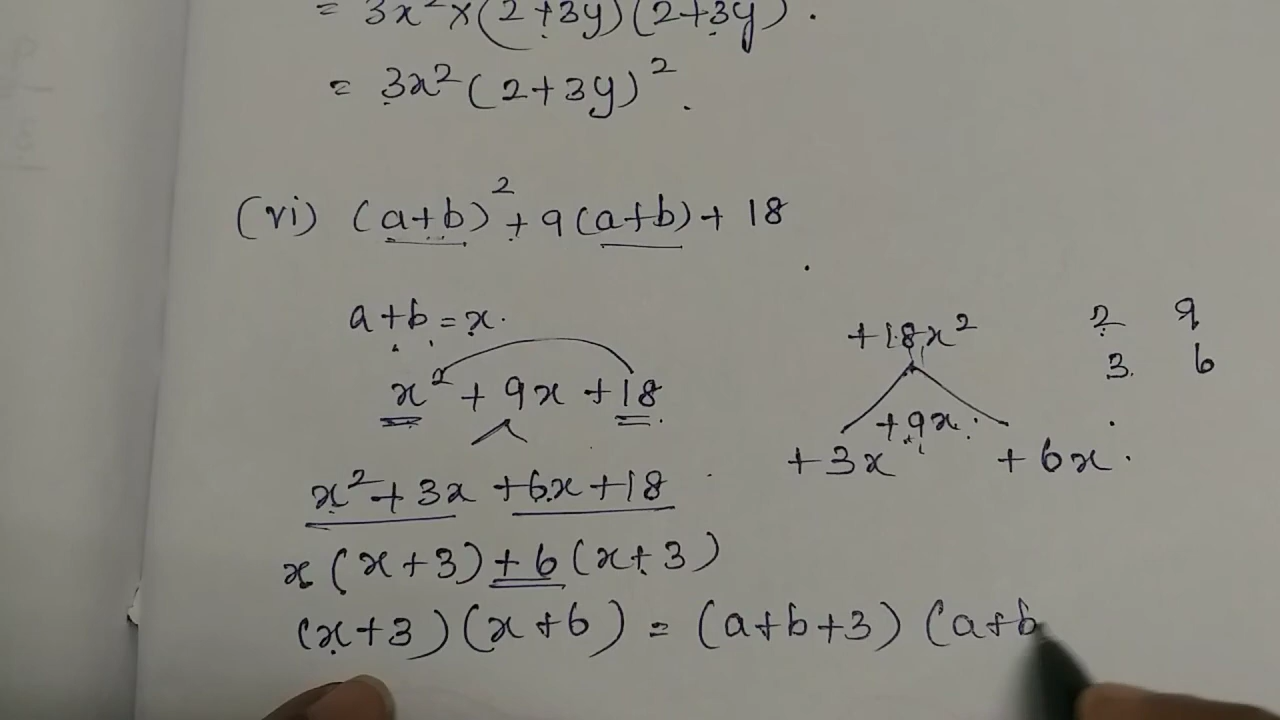 = 3x²×(2+3y)(2+3y).
= 3x²(2+3y)².
(vi) (a+b)²+9(a+b)+18
a+b=x.
x²+9x+18
+18x²
2 9
3 6
+9x
+3x +6x
x²+3x+6x+18
x(x+3)+6(x+3)
(x+3)(x+6) = (a+b+3)(a+b